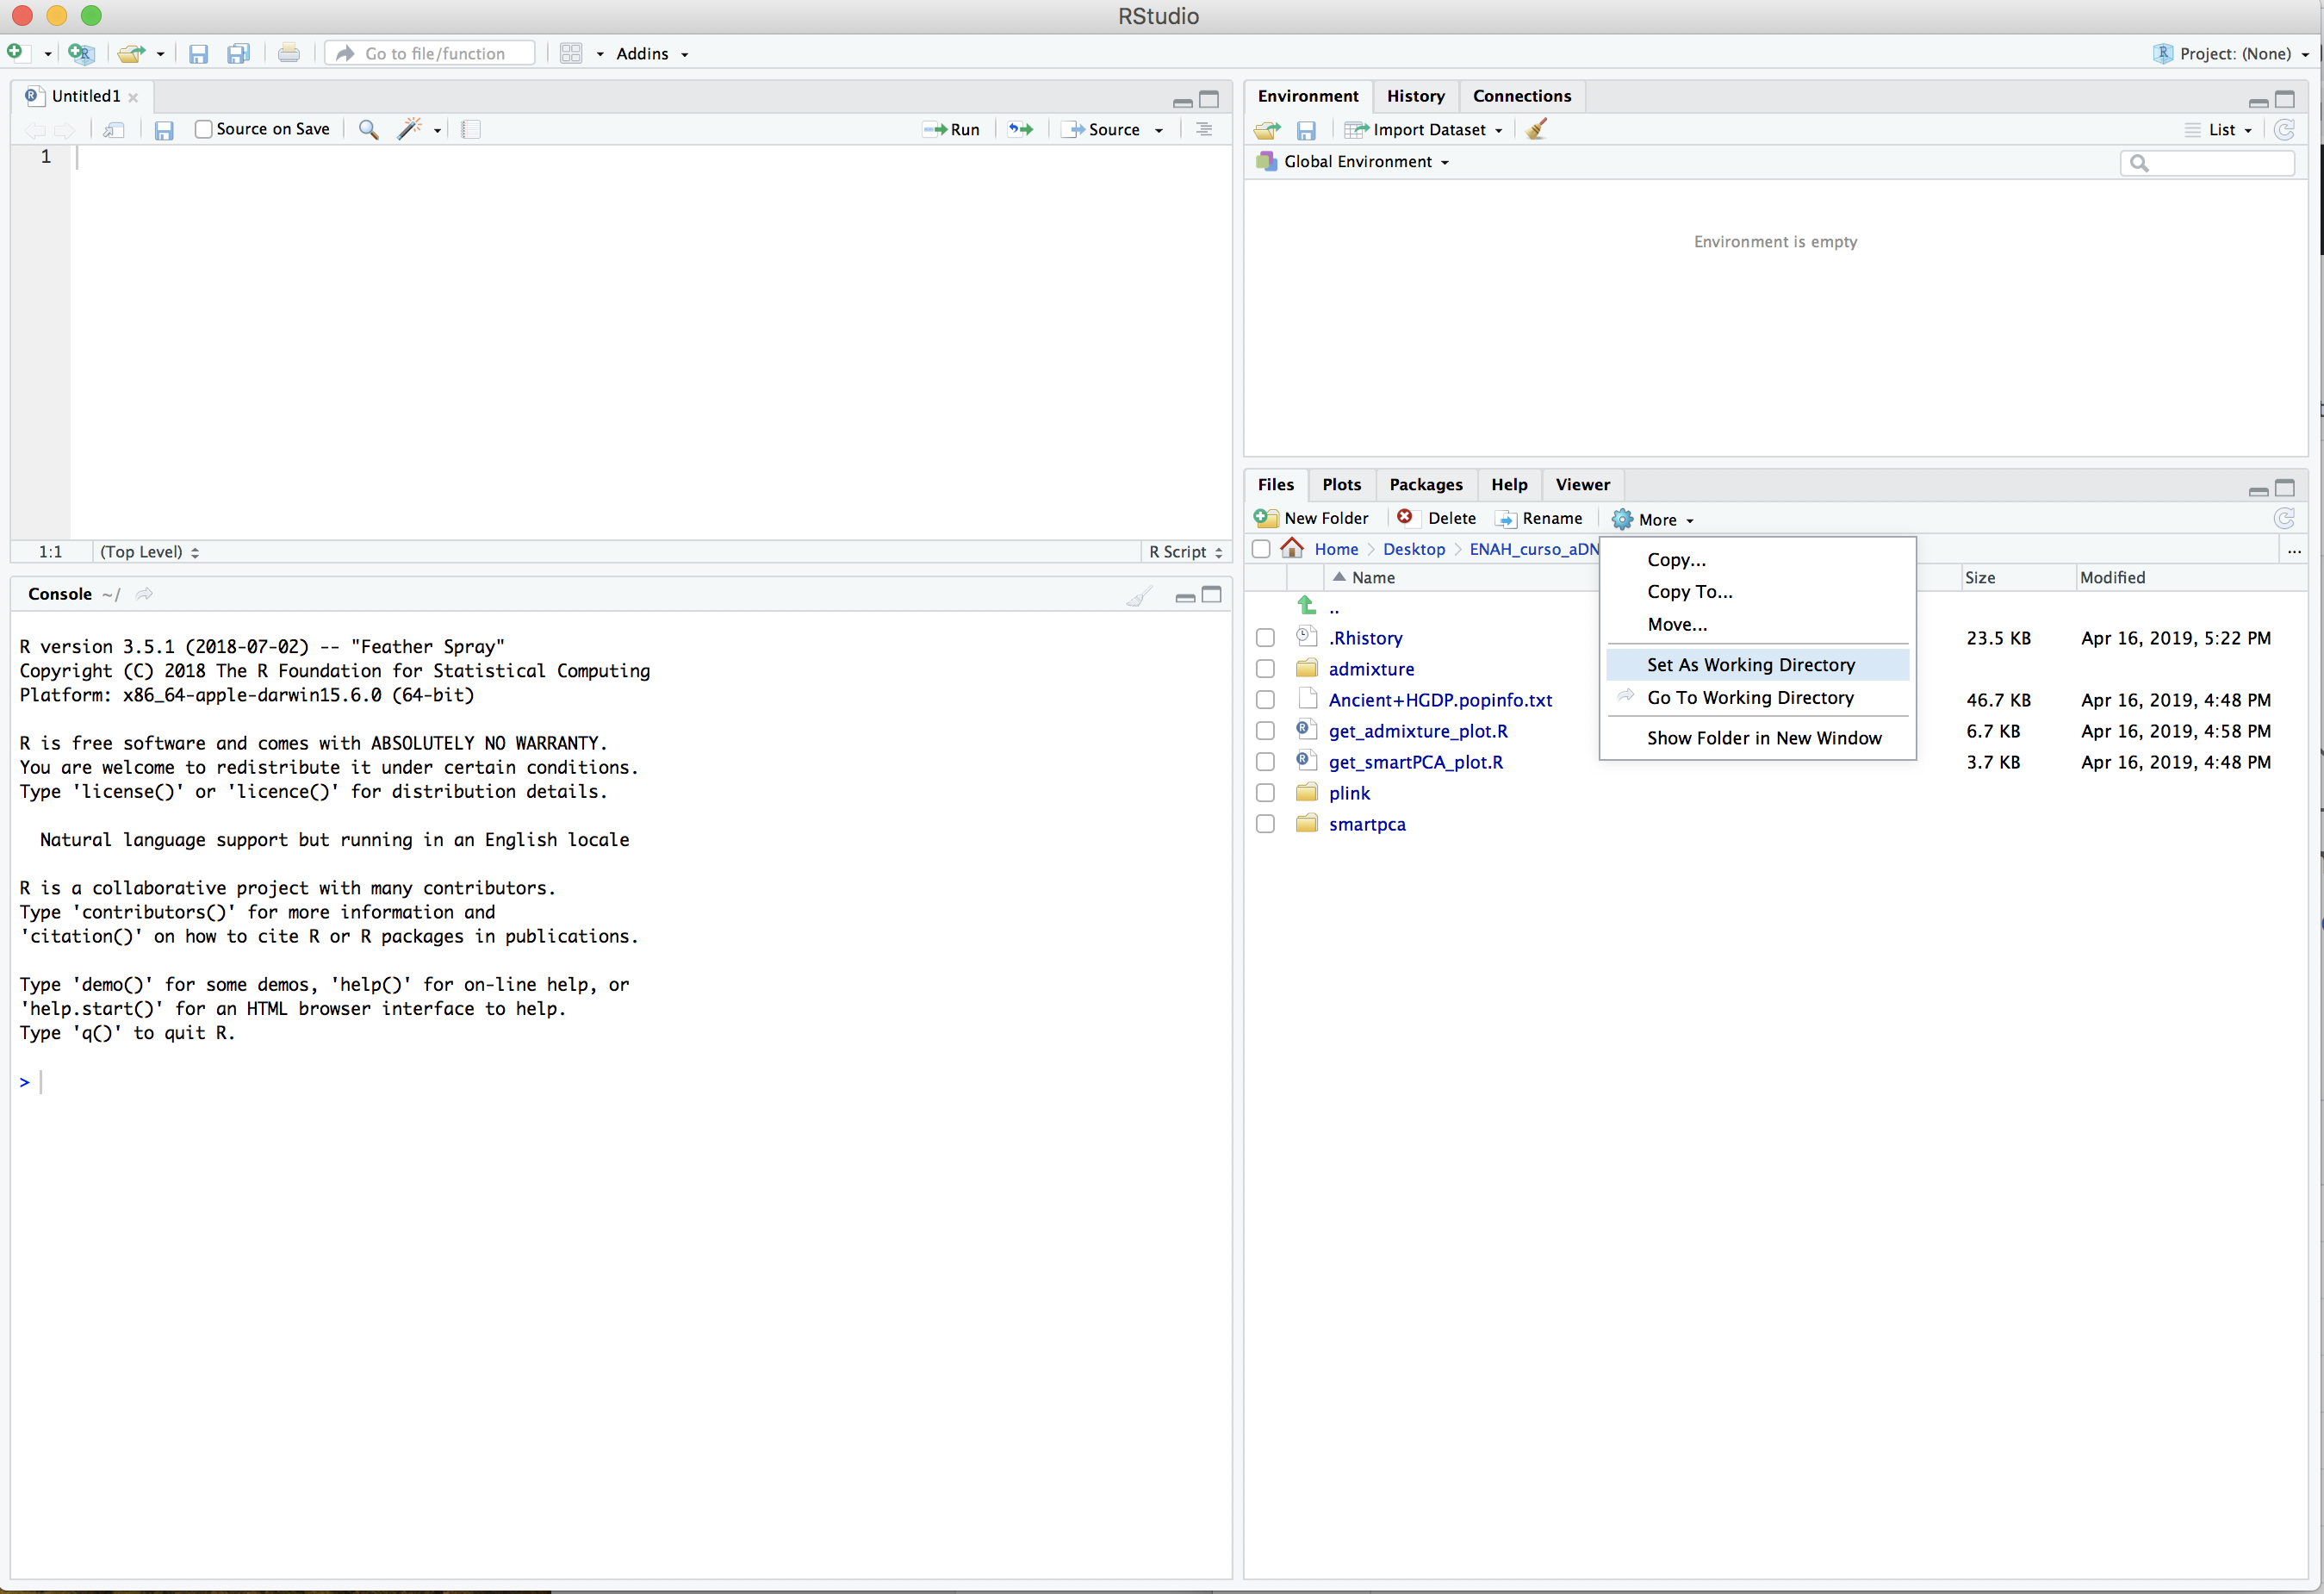 RStudio
Go to file/function
Addins
Project: (None)
Untitled1
Source on Save
Run
Source
1
1:1
(Top Level)
R Script
Console ~/
R version 3.5.1 (2018-07-02) -- "Feather Spray"
Copyright (C) 2018 The R Foundation for Statistical Computing
Platform: x86_64-apple-darwin15.6.0 (64-bit)
R is free software and comes with ABSOLUTELY NO WARRANTY.
You are welcome to redistribute it under certain conditions.
Type 'license()' or 'licence()' for distribution details.
Natural language support but running in an English locale
R is a collaborative project with many contributors.
Type 'contributors()' for more information and
'citation()' on how to cite R or R packages in publications.
Type 'demo()' for some demos, 'help()' for on-line help, or
'help.start()' for an HTML browser interface to help.
Type 'q()' to quit R.
>
Environment History Connections
Import Dataset
List
Global Environment
Environment is empty
Files Plots Packages Help Viewer
New Folder Delete Rename More
Home Desktop ENAH_curso_aDN
...
Name Size Modified
..
.Rhistory 23.5 KB Apr 16, 2019, 5:22 PM
admixture
Ancient+HGDP.popinfo.txt 46.7 KB Apr 16, 2019, 4:48 PM
get_admixture_plot.R 6.7 KB Apr 16, 2019, 4:58 PM
get_smartPCA_plot.R 3.7 KB Apr 16, 2019, 4:48 PM
plink
smartpca
Copy...
Copy To...
Move...
Set As Working Directory
Go To Working Directory
Show Folder in New Window